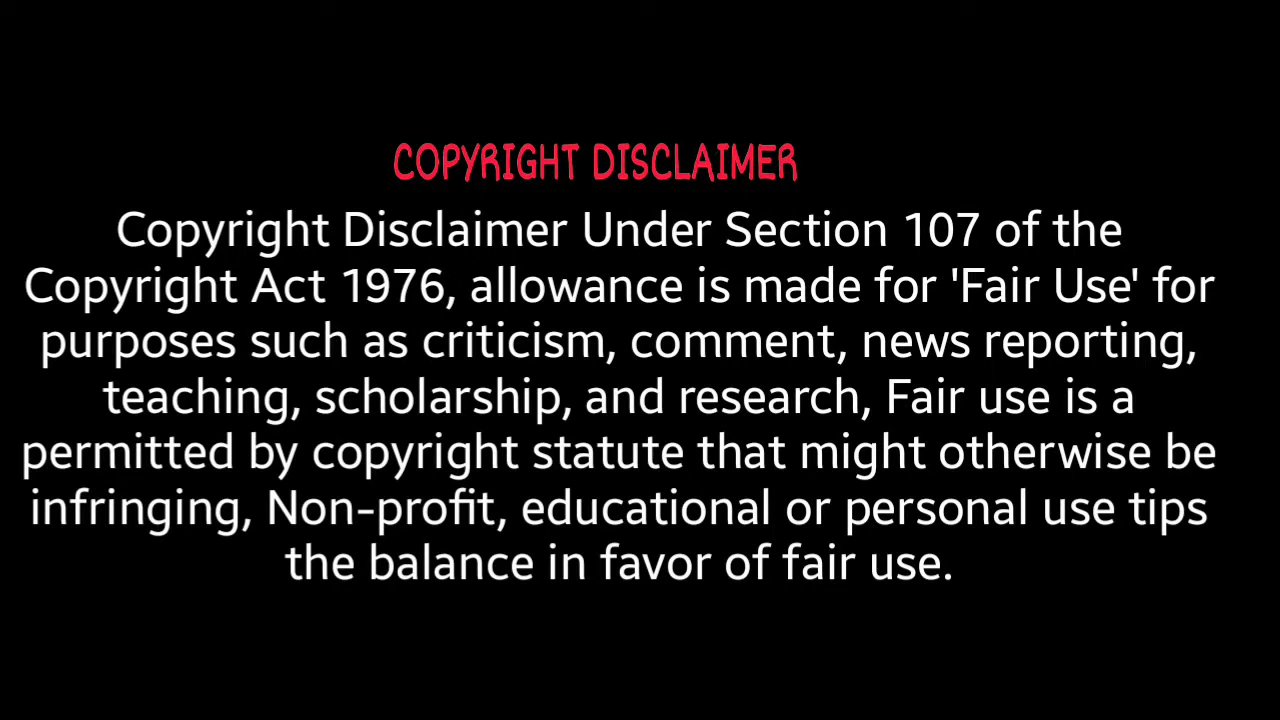 COPYRIGHT DISCLAIMER
Copyright Disclaimer Under Section 107 of the
Copyright Act 1976, allowance is made for 'Fair Use' for
purposes such as criticism, comment, news reporting,
teaching, scholarship, and research, Fair use is a
permitted by copyright statute that might otherwise be
infringing, Non-profit, educational or personal use tips
the balance in favor of fair use.